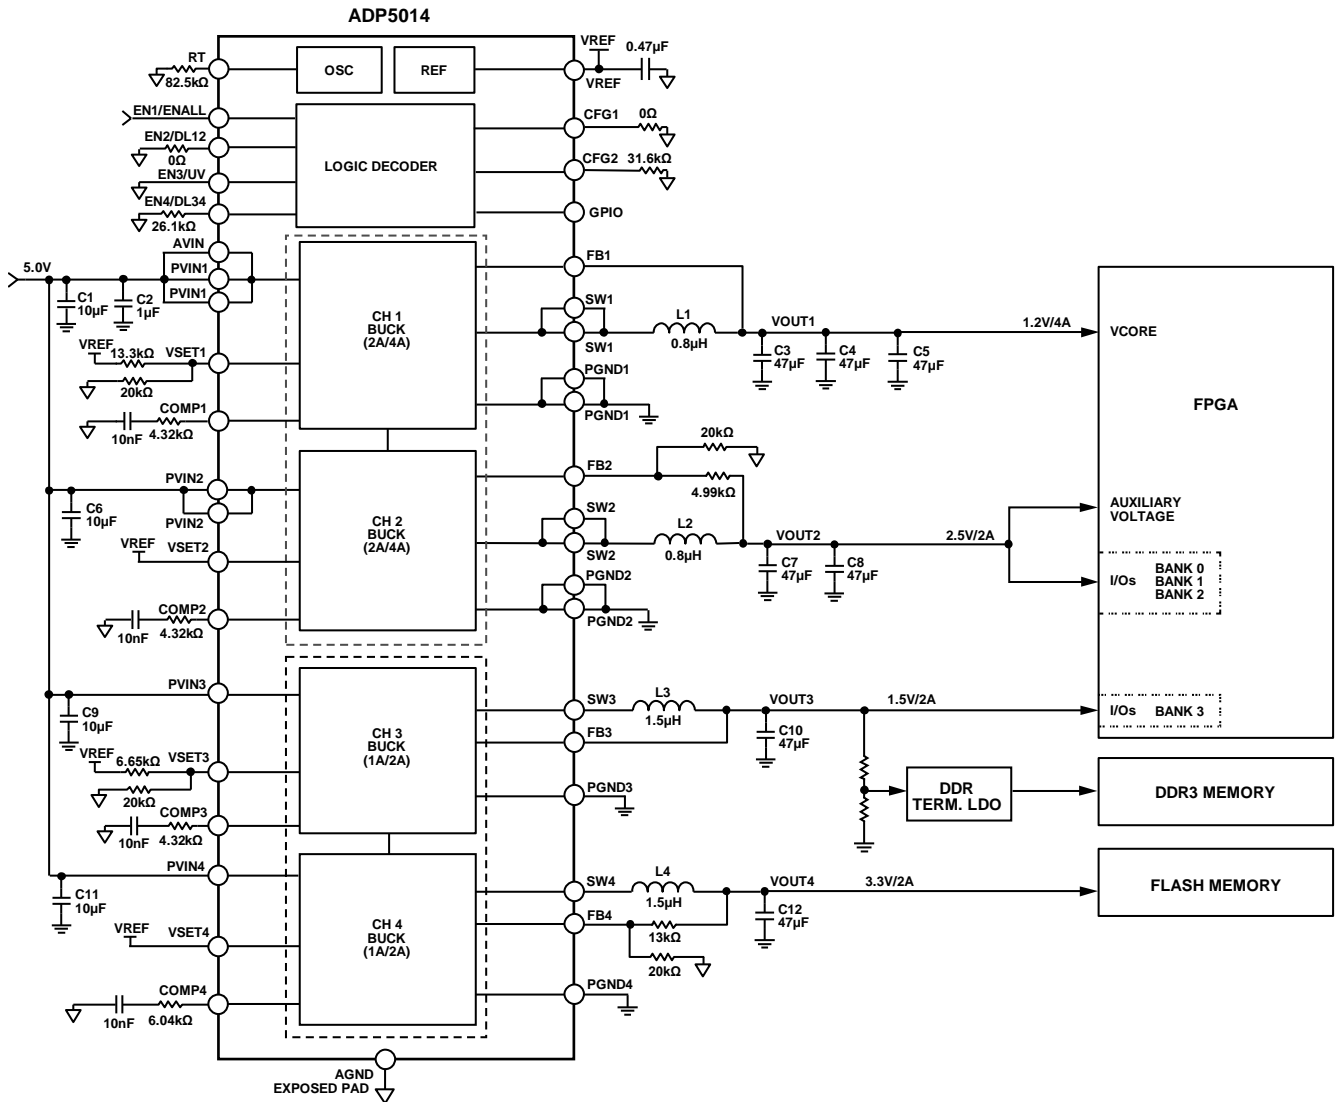 ADP5014
RT
82.5kΩ
OSC
REF
VREF
0.47µF
VREF
EN1/ENALL
EN2/DL12
0Ω
EN3/UV
EN4/DL34
26.1kΩ
LOGIC DECODER
CFG1
0Ω
CFG2
31.6kΩ
GPIO
5.0V
AVIN
PVIN1
PVIN1
C1
10µF
C2
1µF
VREF
13.3kΩ
VSET1
20kΩ
COMP1
10nF
4.32kΩ
CH 1
BUCK
(2A/4A)
FB1
SW1
SW1
PGND1
PGND1
L1
0.8µH
VOUT1
C3
47µF
C4
47µF
C5
47µF
1.2V/4A
VCORE
FPGA
PVIN2
PVIN2
C6
10µF
VREF
VSET2
COMP2
10nF
4.32kΩ
CH 2
BUCK
(2A/4A)
FB2
20kΩ
4.99kΩ
SW2
SW2
PGND2
PGND2
L2
0.8µH
VOUT2
C7
47µF
C8
47µF
2.5V/2A
AUXILIARY
VOLTAGE
I/Os
BANK 0
BANK 1
BANK 2
PVIN3
C9
10µF
VREF
6.65kΩ
VSET3
20kΩ
COMP3
10nF
4.32kΩ
CH 3
BUCK
(1A/2A)
SW3
FB3
PGND3
L3
1.5µH
VOUT3
C10
47µF
1.5V/2A
I/Os
BANK 3
DDR
TERM. LDO
DDR3 MEMORY
PVIN4
C11
10µF
VREF
VSET4
COMP4
10nF
6.04kΩ
CH 4
BUCK
(1A/2A)
SW4
FB4
PGND4
L4
1.5µH
13kΩ
20kΩ
VOUT4
C12
47µF
3.3V/2A
FLASH MEMORY
AGND
EXPOSED PAD